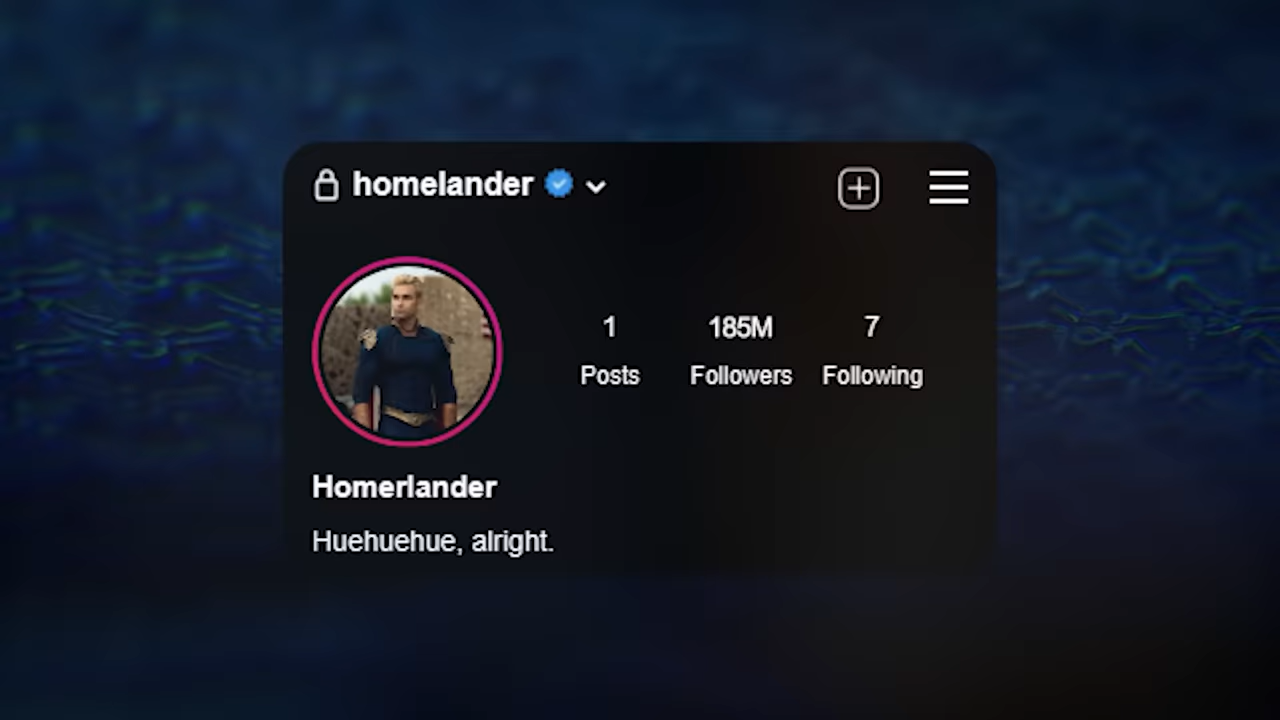 homelander
1 185M 7
Posts Followers Following
Homerlander
Huehuehue, alright.